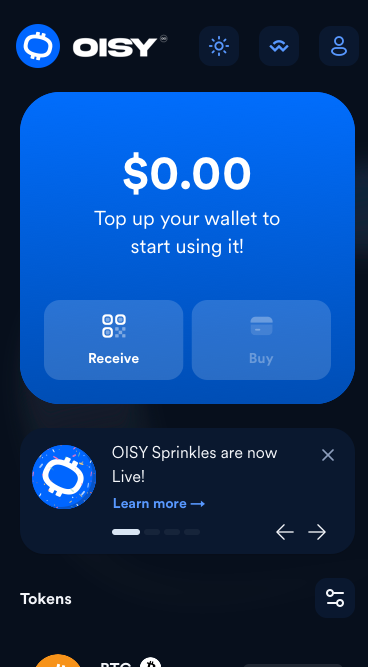 OISY
$0.00
Top up your wallet to
start using it!
Receive
Buy
OISY Sprinkles are now
Live!
Learn more →
Tokens
BTC